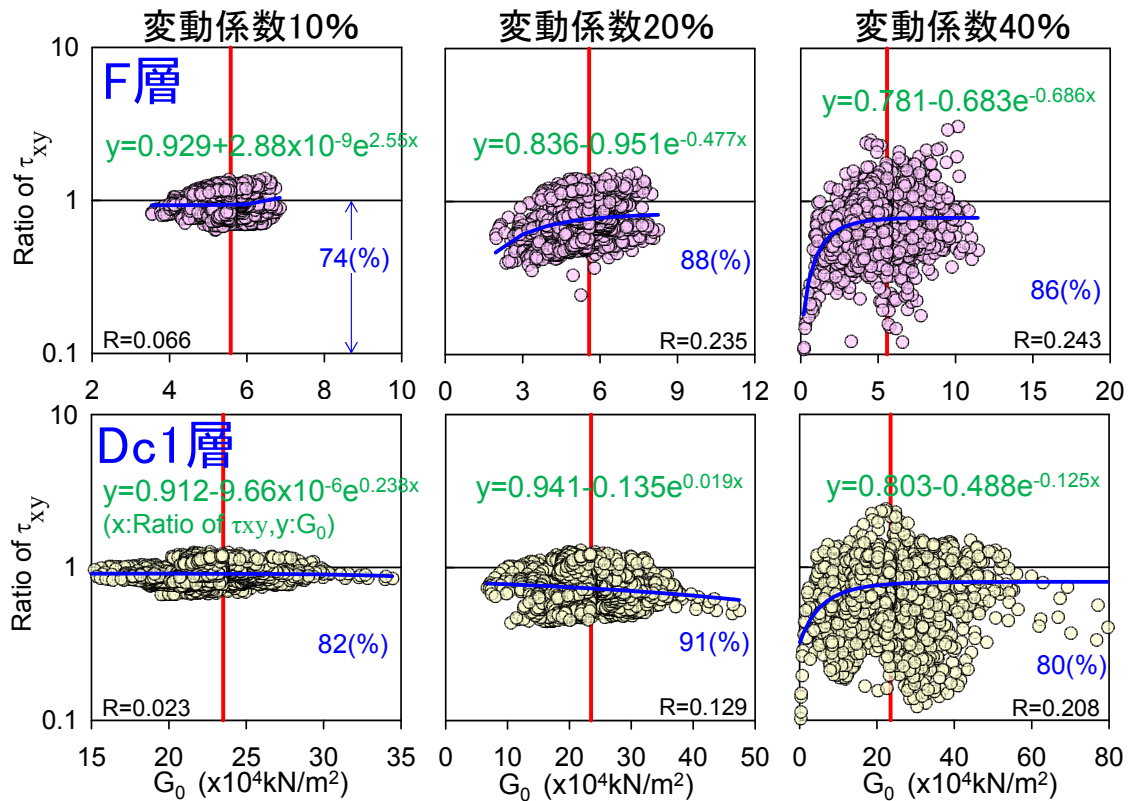 変動係数10%
変動係数20%
変動係数40%
Ratio of τxy
10
1
0.1
F層
y=0.929+2.88x10-9e2.55x
74(%)
R=0.066
2
4
6
8
10
y=0.836-0.951e-0.477x
88(%)
R=0.235
0
3
6
9
12
y=0.781-0.683e-0.686x
86(%)
R=0.243
0
5
10
15
20
Ratio of τxy
10
1
0.1
Dc1層
y=0.912-9.66x10-6e0.238x
(x:Ratio of τxy,y:G0)
82(%)
R=0.023
15
20
25
30
35
G0 (x104kN/m2)
y=0.941-0.135e0.019x
91(%)
R=0.129
0
10
20
30
40
50
G0 (x104kN/m2)
y=0.803-0.488e-0.125x
80(%)
R=0.208
0
20
40
60
80
G0 (x104kN/m2)